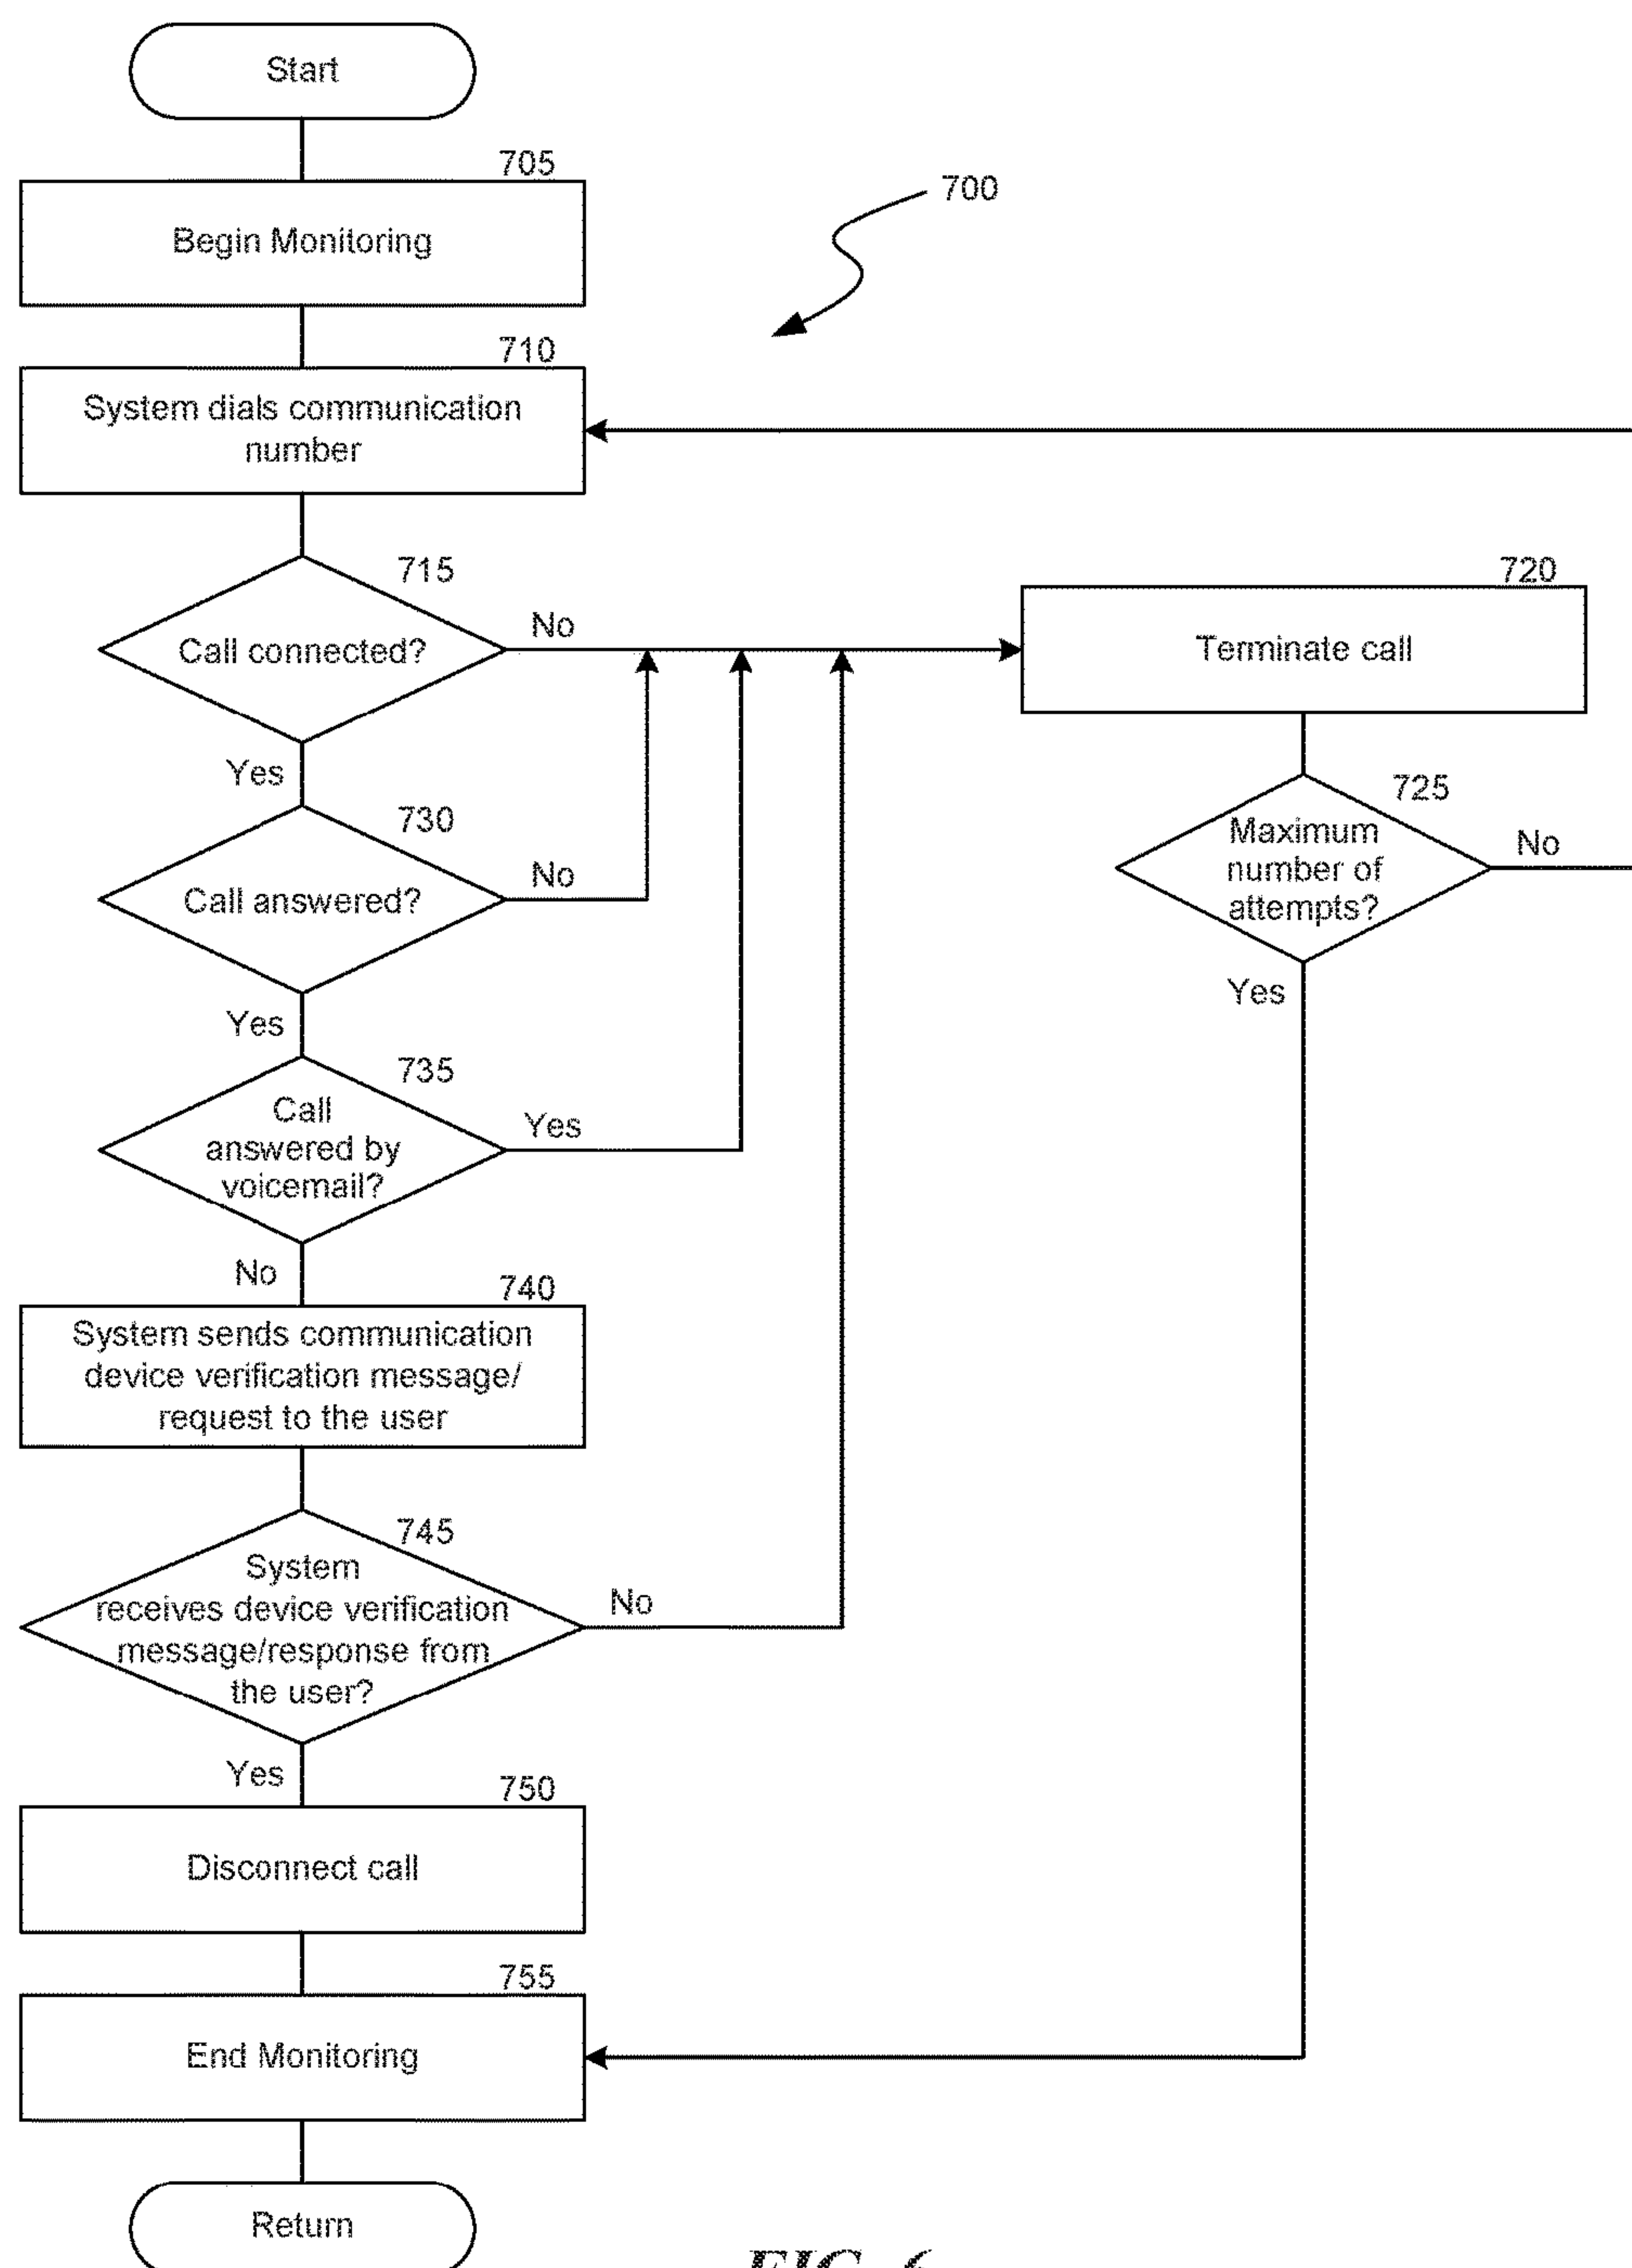 Start
705
Begin Monitoring
700
710
System dials communication
number
715
Call connected?
No
720
Terminate call
Yes
725
Maximum
number of
attempts?
No
Yes
730
Call answered?
No
Yes
735
Call
answered by
voicemail?
Yes
No
740
System sends communication
device verification message/
request to the user
745
System
receives device verification
message/response from
the user?
No
Yes
750
Disconnect call
755
End Monitoring
Return
FIG. 6